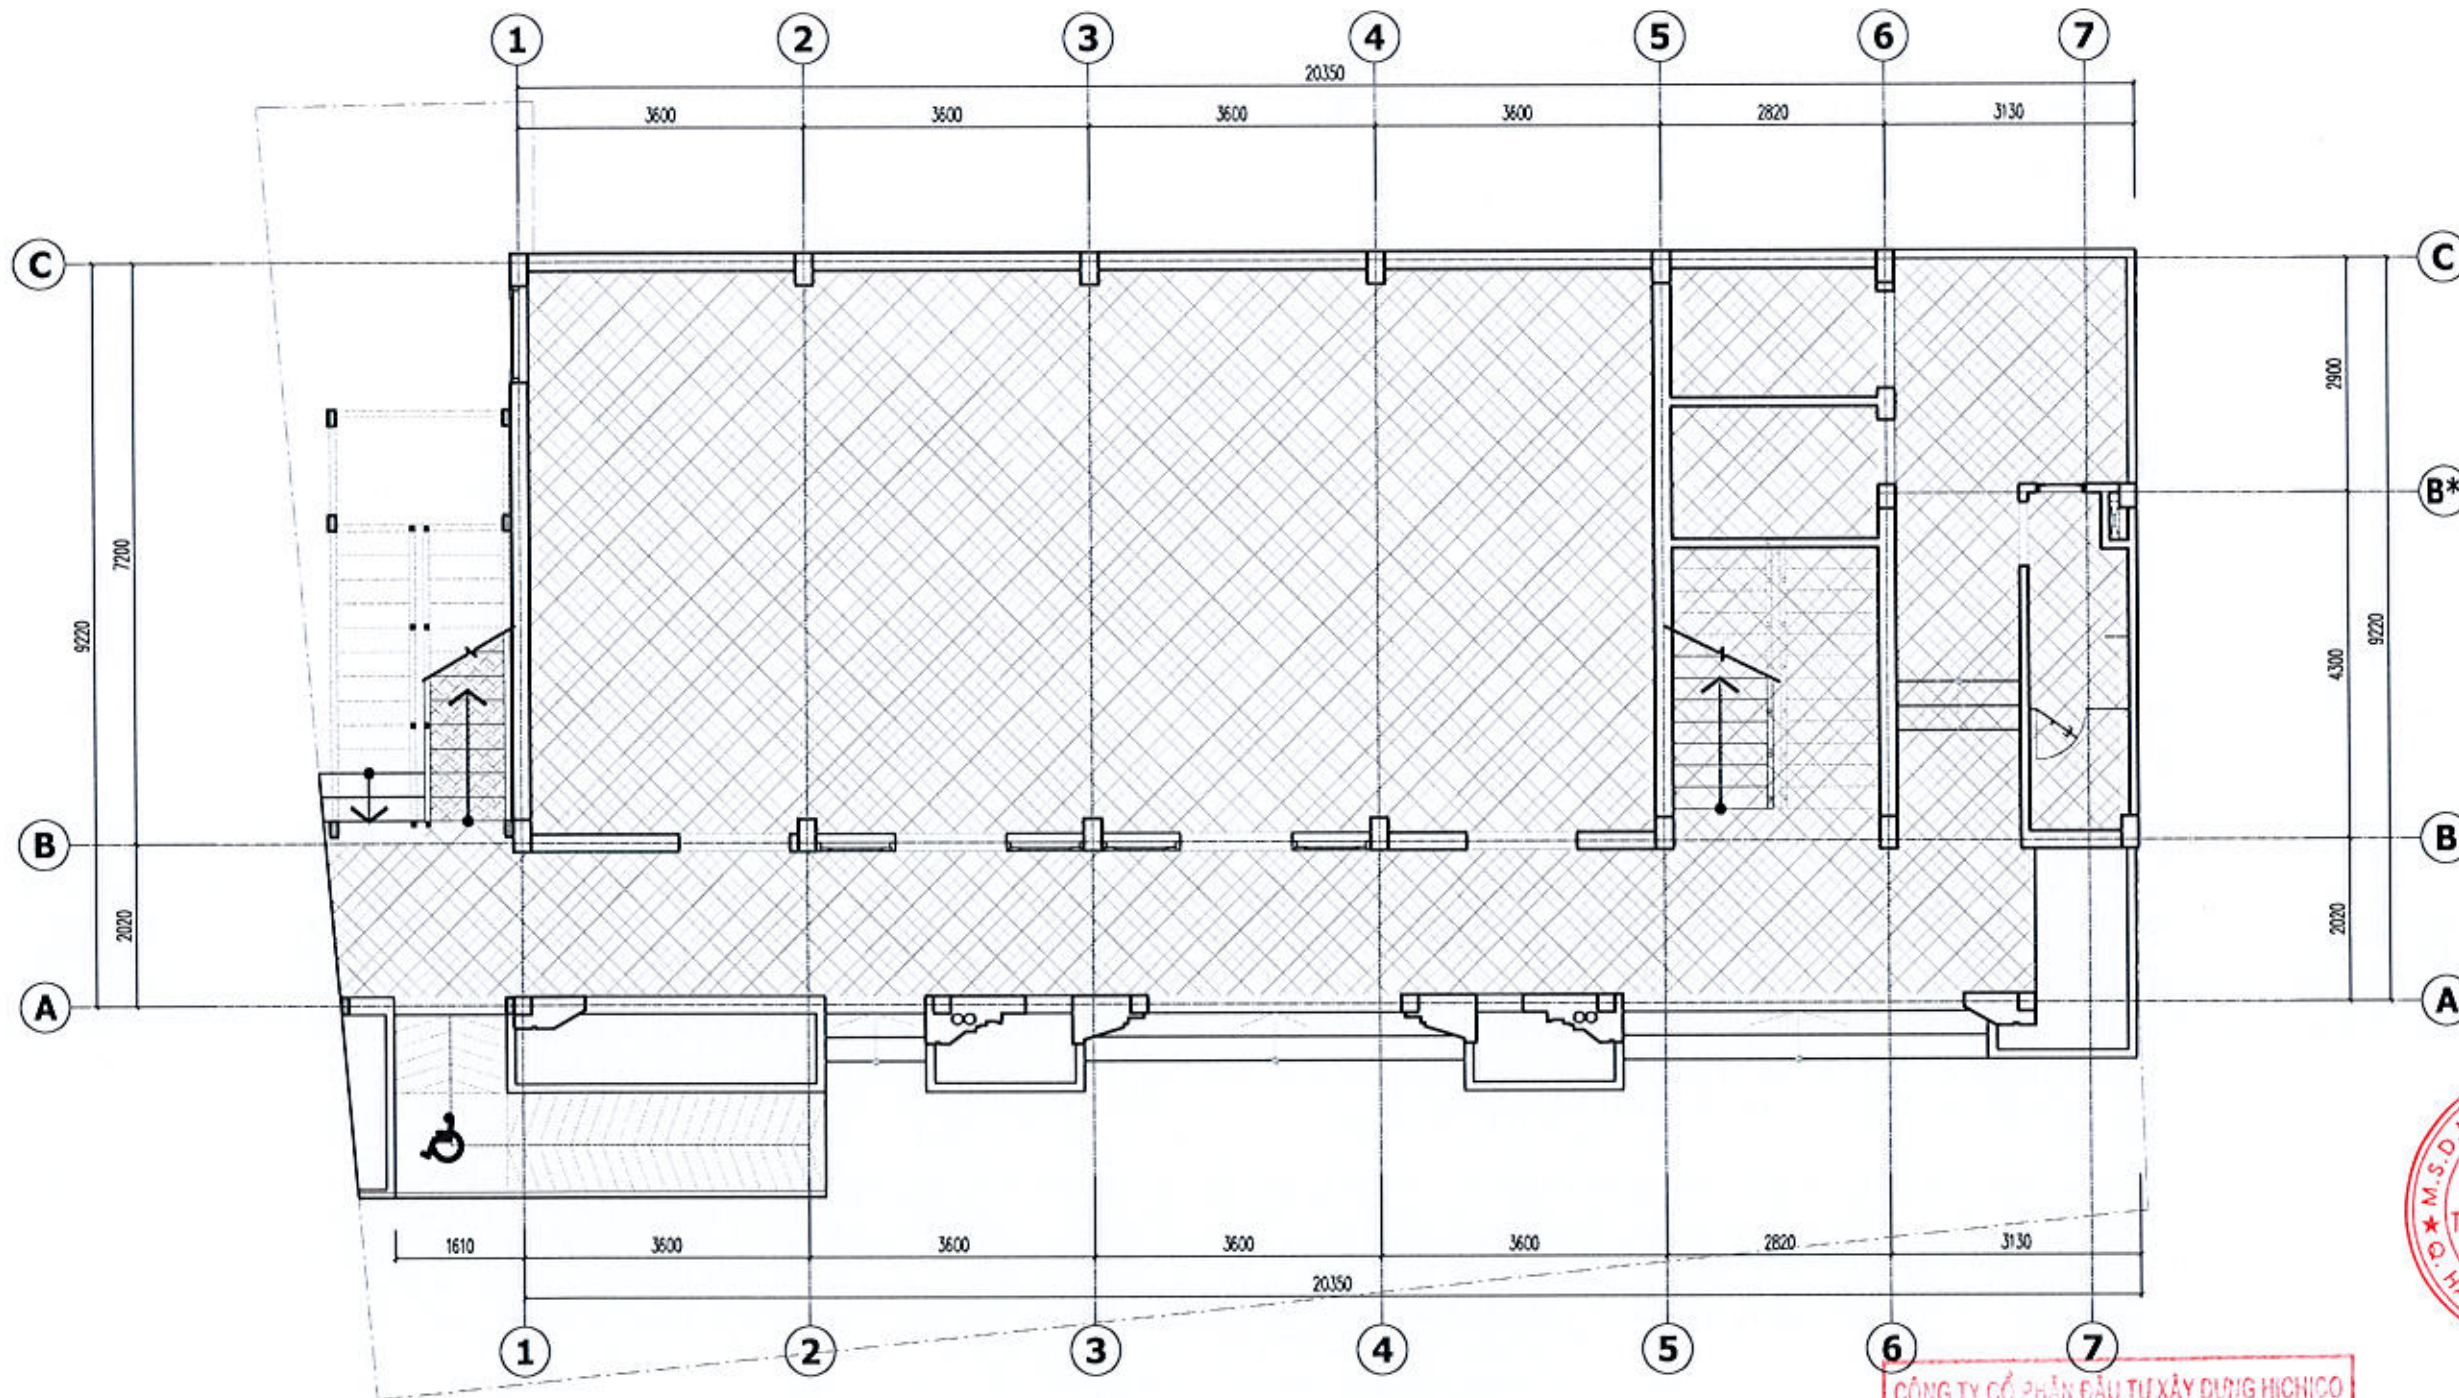 1 2 3 4 5 6 7
20350
3600 3600 3600 3600 2820 3130
C C
2900
B*
7200
9220
4300
9220
B B
2020
2020
A A
1610 3600 3600 3600 3600 2820 3130
20350
1 2 3 4 5 6 7
M.S.D
CÔNG TY CỔ PHẦN ĐẦU TƯ XÂY DỰNG HICHICO